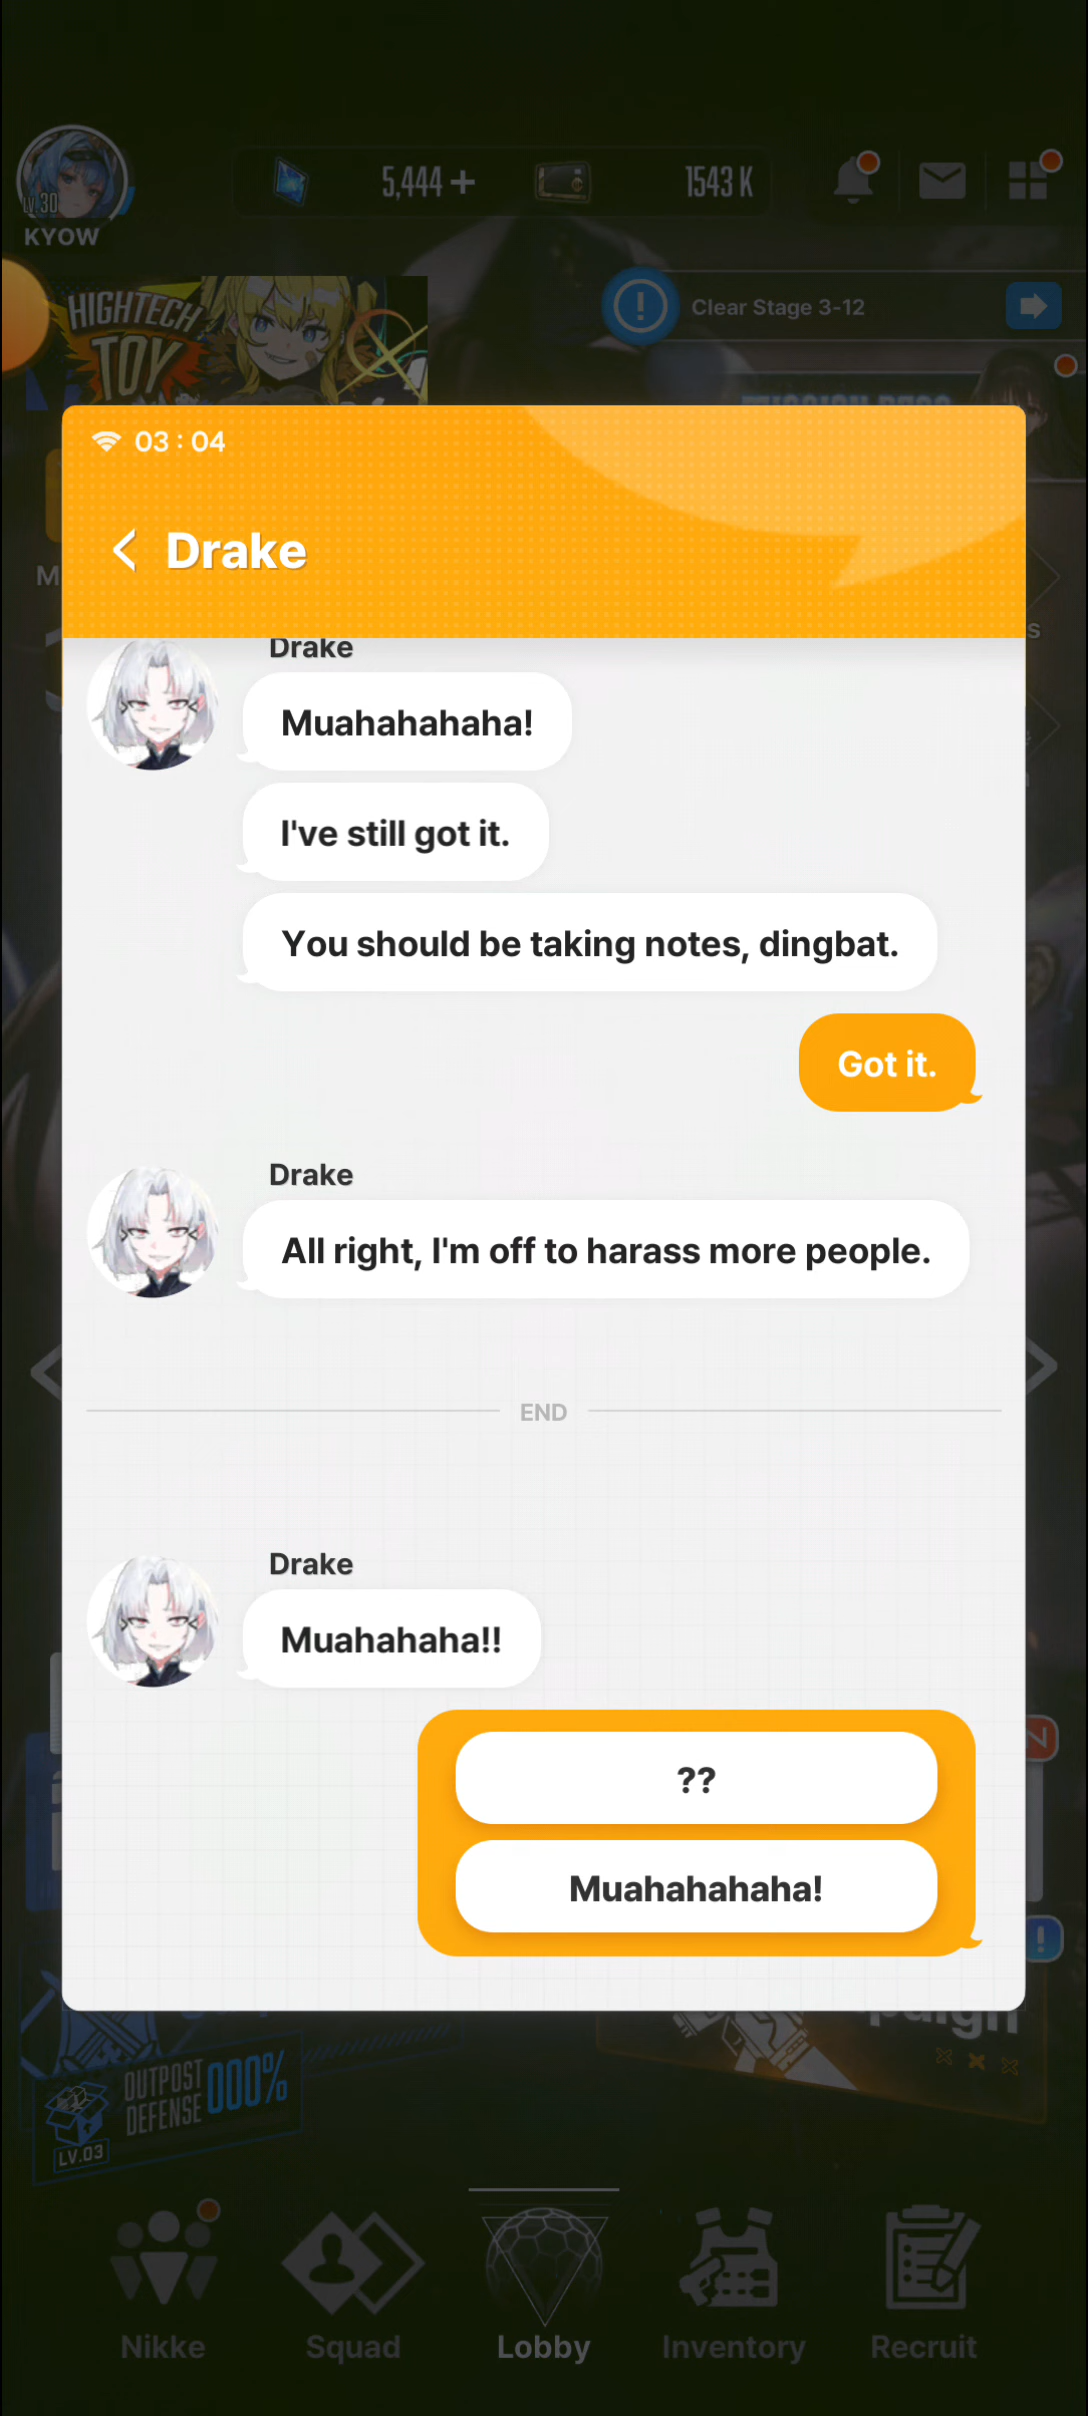 LV.30
KYOW
5,444 +
1543 K
HIGHTECH
TOY
Clear Stage 3-12
03 : 04
Drake
Drake
Muahahahaha!
I've still got it.
You should be taking notes, dingbat.
Got it.
Drake
All right, I'm off to harass more people.
END
Drake
Muahahaha!!
??
Muahahahaha!
OUTPOST
DEFENSE
000%
LV.03
Nikke
Squad
Lobby
Inventory
Recruit